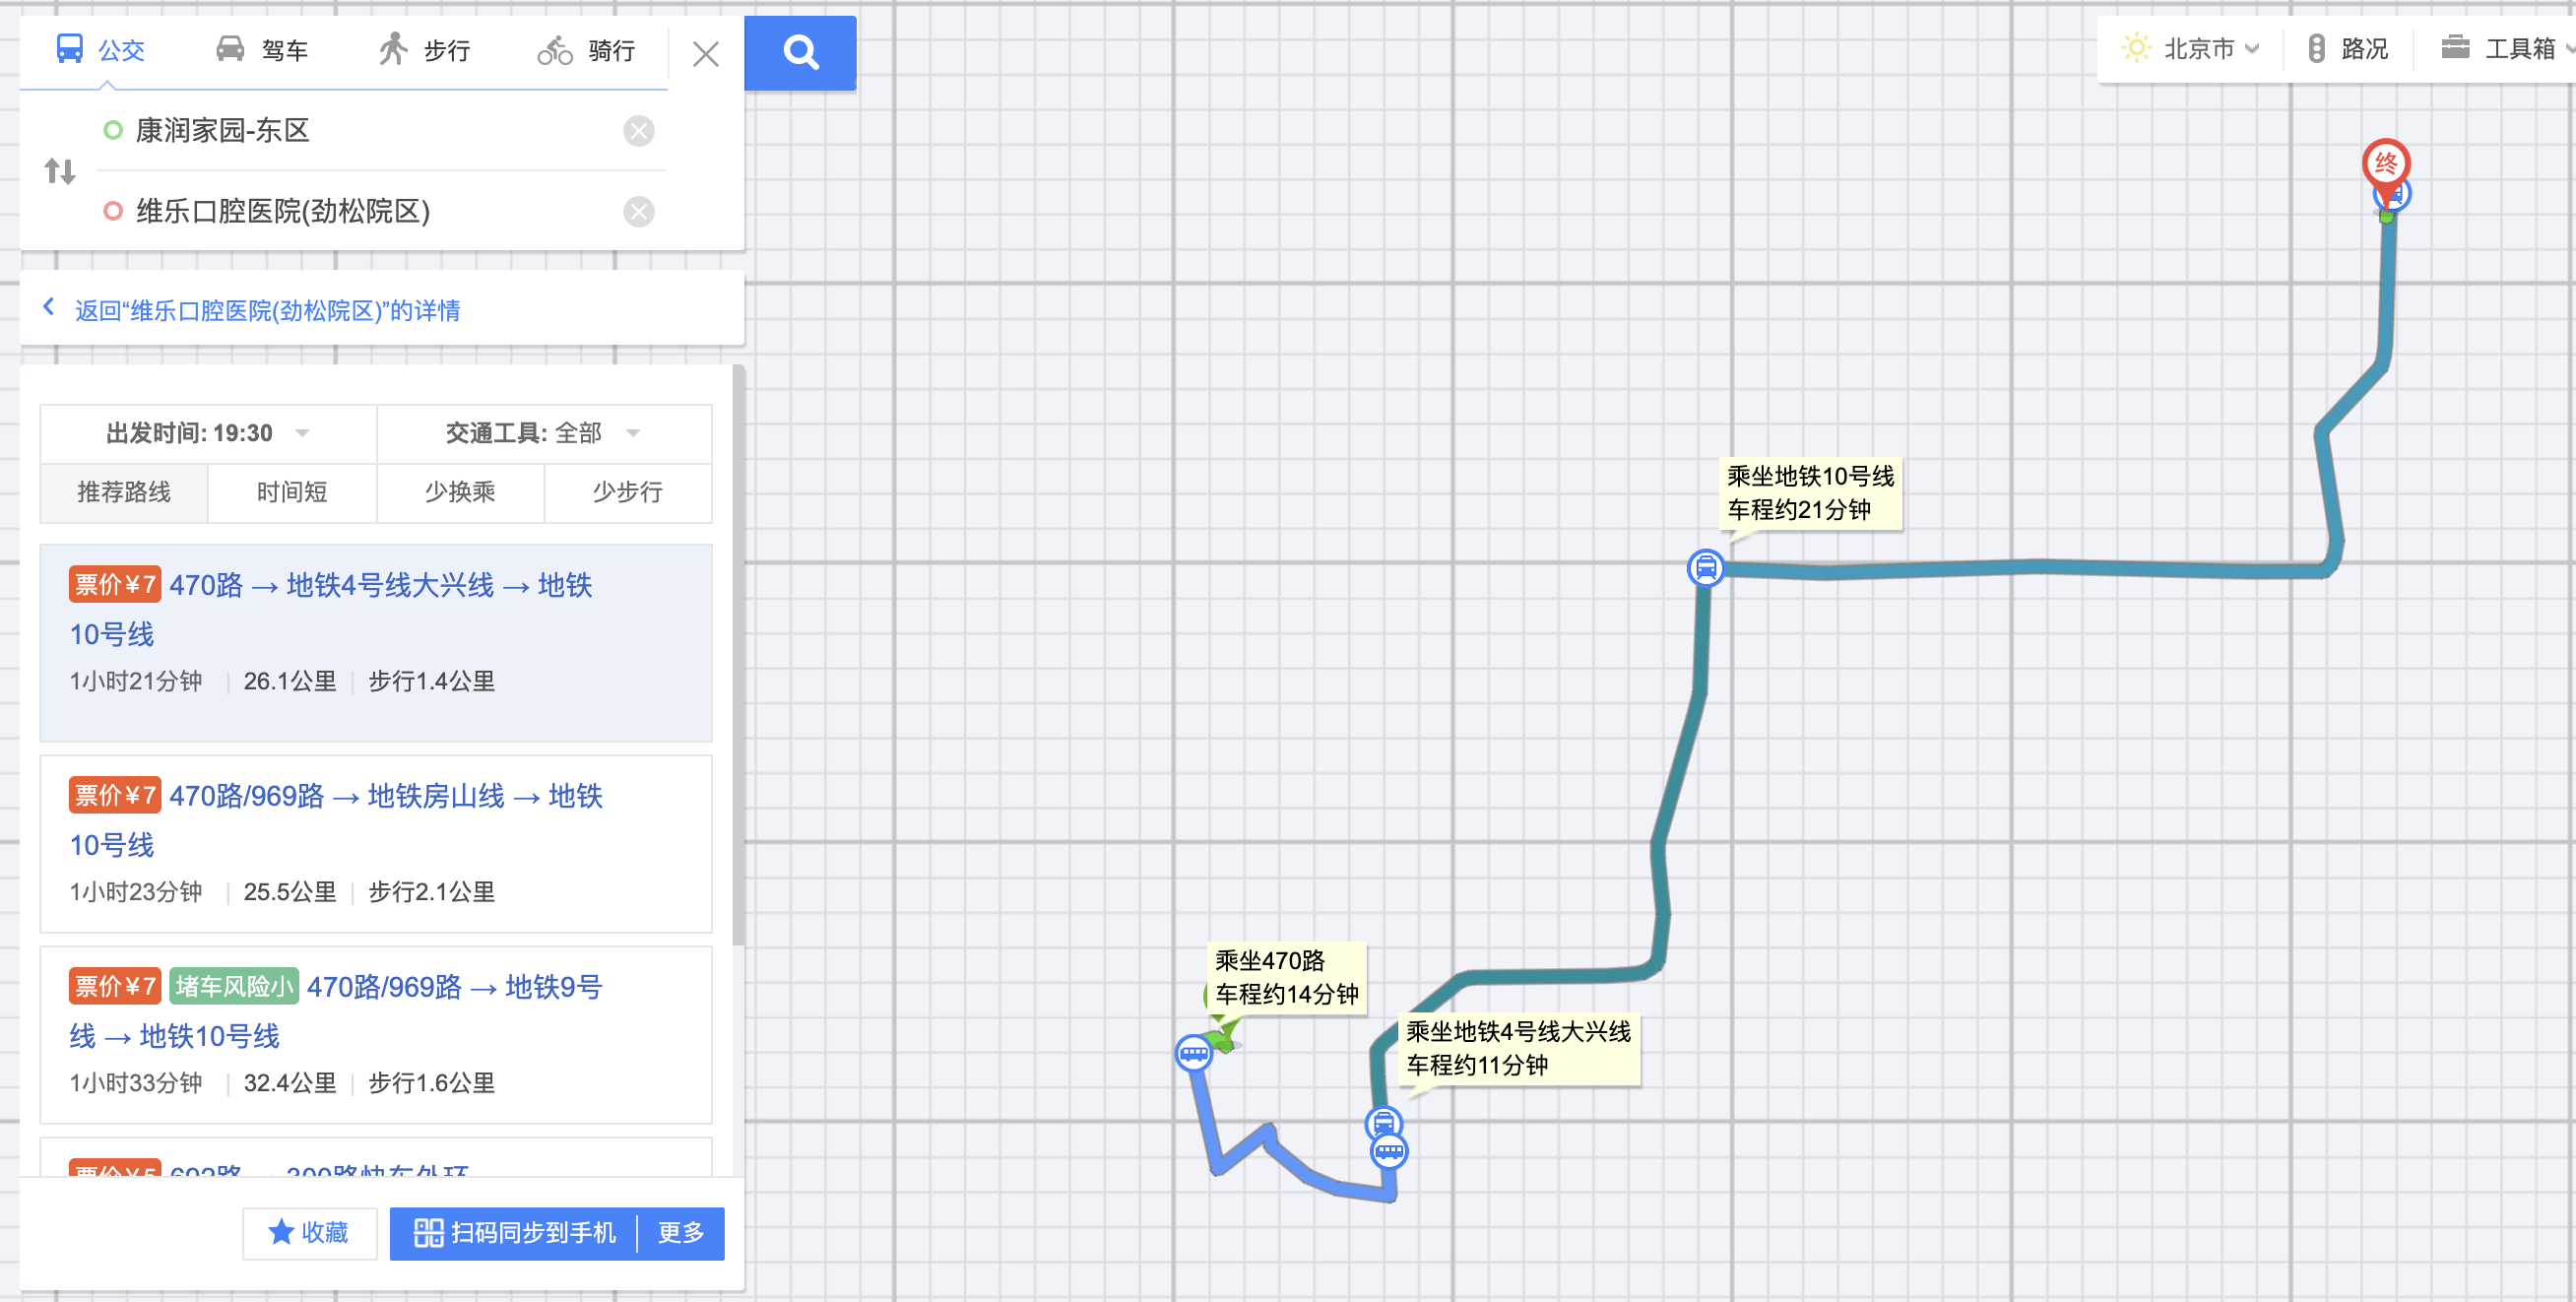 公交
驾车
步行
骑行
北京市
路况
工具箱
康润家园-东区
维乐口腔医院(劲松院区)
返回“维乐口腔医院(劲松院区)”的详情
出发时间: 19:30
交通工具: 全部
推荐路线
时间短
少换乘
少步行
票价¥7 470路 → 地铁4号线大兴线 → 地铁
10号线
1小时21分钟 | 26.1公里 | 步行1.4公里
票价¥7 470路/969路 → 地铁房山线 → 地铁
10号线
1小时23分钟 | 25.5公里 | 步行2.1公里
票价¥7 堵车风险小 470路/969路 → 地铁9号
线 → 地铁10号线
1小时33分钟 | 32.4公里 | 步行1.6公里
票价¥5
收藏
扫码同步到手机
更多
终
乘坐地铁10号线
车程约21分钟
乘坐470路
车程约14分钟
乘坐地铁4号线大兴线
车程约11分钟